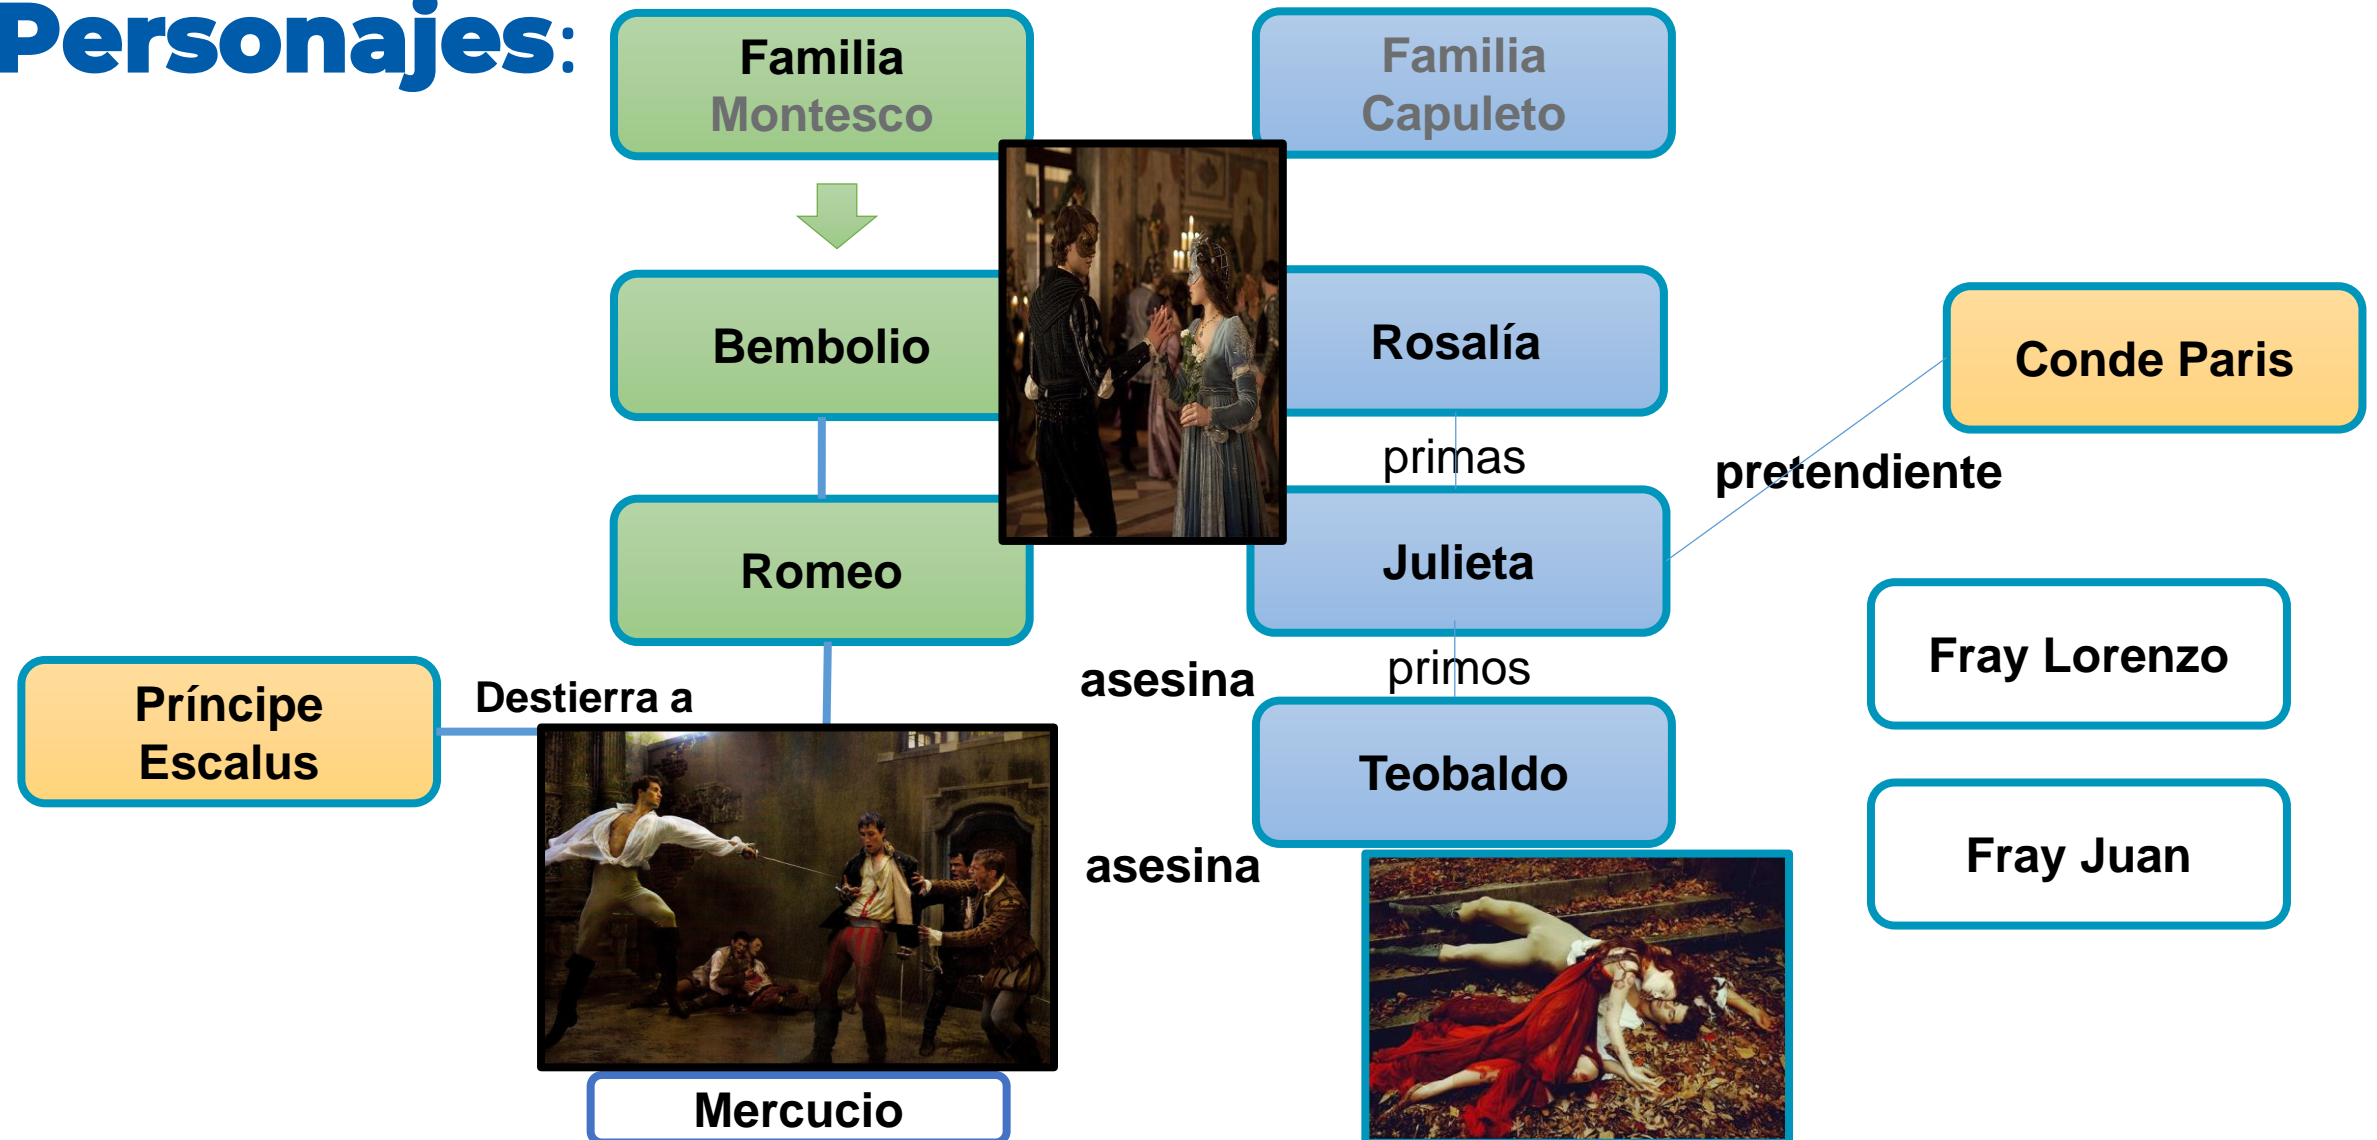 Personajes:
Familia
Montesco
Familia
Capuleto
Bembolio
Rosalía
Conde Paris
primas
pretendiente
Romeo
Julieta
Fray Lorenzo
primos
asesina
Destierra a
Príncipe
Escalus
Teobaldo
asesina
Fray Juan
Mercucio